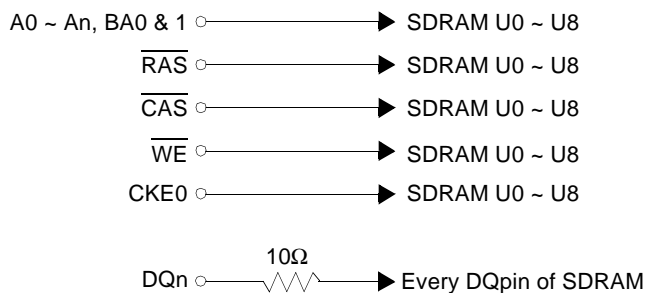 A0 ~ An, BA0 & 1 SDRAM U0 ~ U8
RAS SDRAM U0 ~ U8
CAS SDRAM U0 ~ U8
WE SDRAM U0 ~ U8
CKE0 SDRAM U0 ~ U8
10Ω
DQn Every DQpin of SDRAM